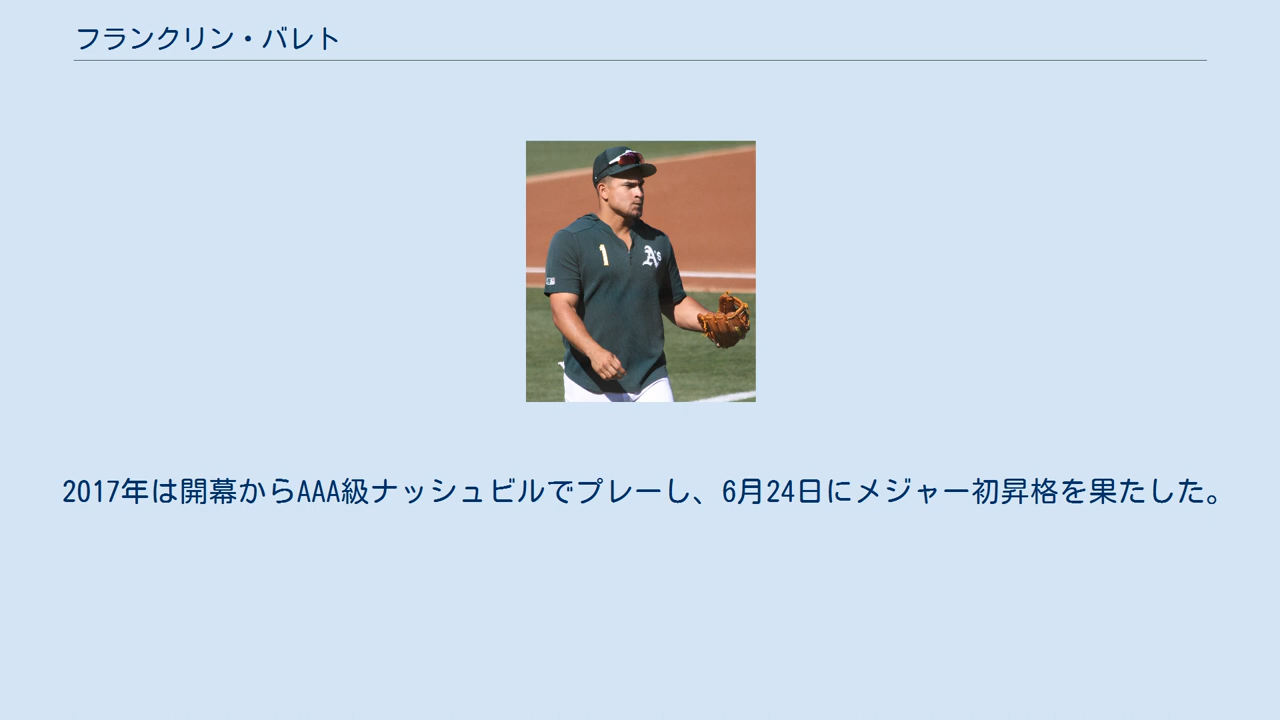 フランクリン・バレト
1 A's
2017年は開幕からAAA級ナッシュビルでプレーし、6月24日にメジャー初昇格を果たした。